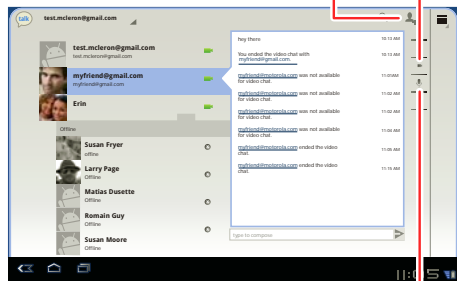 talk
test.mcleron@gmail.com
test.mcleron@gmail.com
test.mcleron@gmail.com
myfriend@gmail.com
myfriend@gmail.com
Erin
Offline
Susan Fryer
offline
Larry Page
Offline
Matias Dusette
Offline
Romain Guy
Offline
Susan Moore
Offline
hey there 10:13 AM
You ended the video chat with 10:13 AM
myfriend@gmail.com.
myfriend@motorola.com was not available 11:01AM
for video chat.
myfriend@motorola.com was not available 11:02 AM
for video chat.
myfriend@motorola.com was not available 11:02 AM
for video chat.
myfriend@motorola.com was not available 11:04 AM
for video chat.
myfriend@motorola.com ended the video 11:05 AM
chat.
myfriend@motorola.com ended the video 11:15 AM
chat.
type to compose
11:05